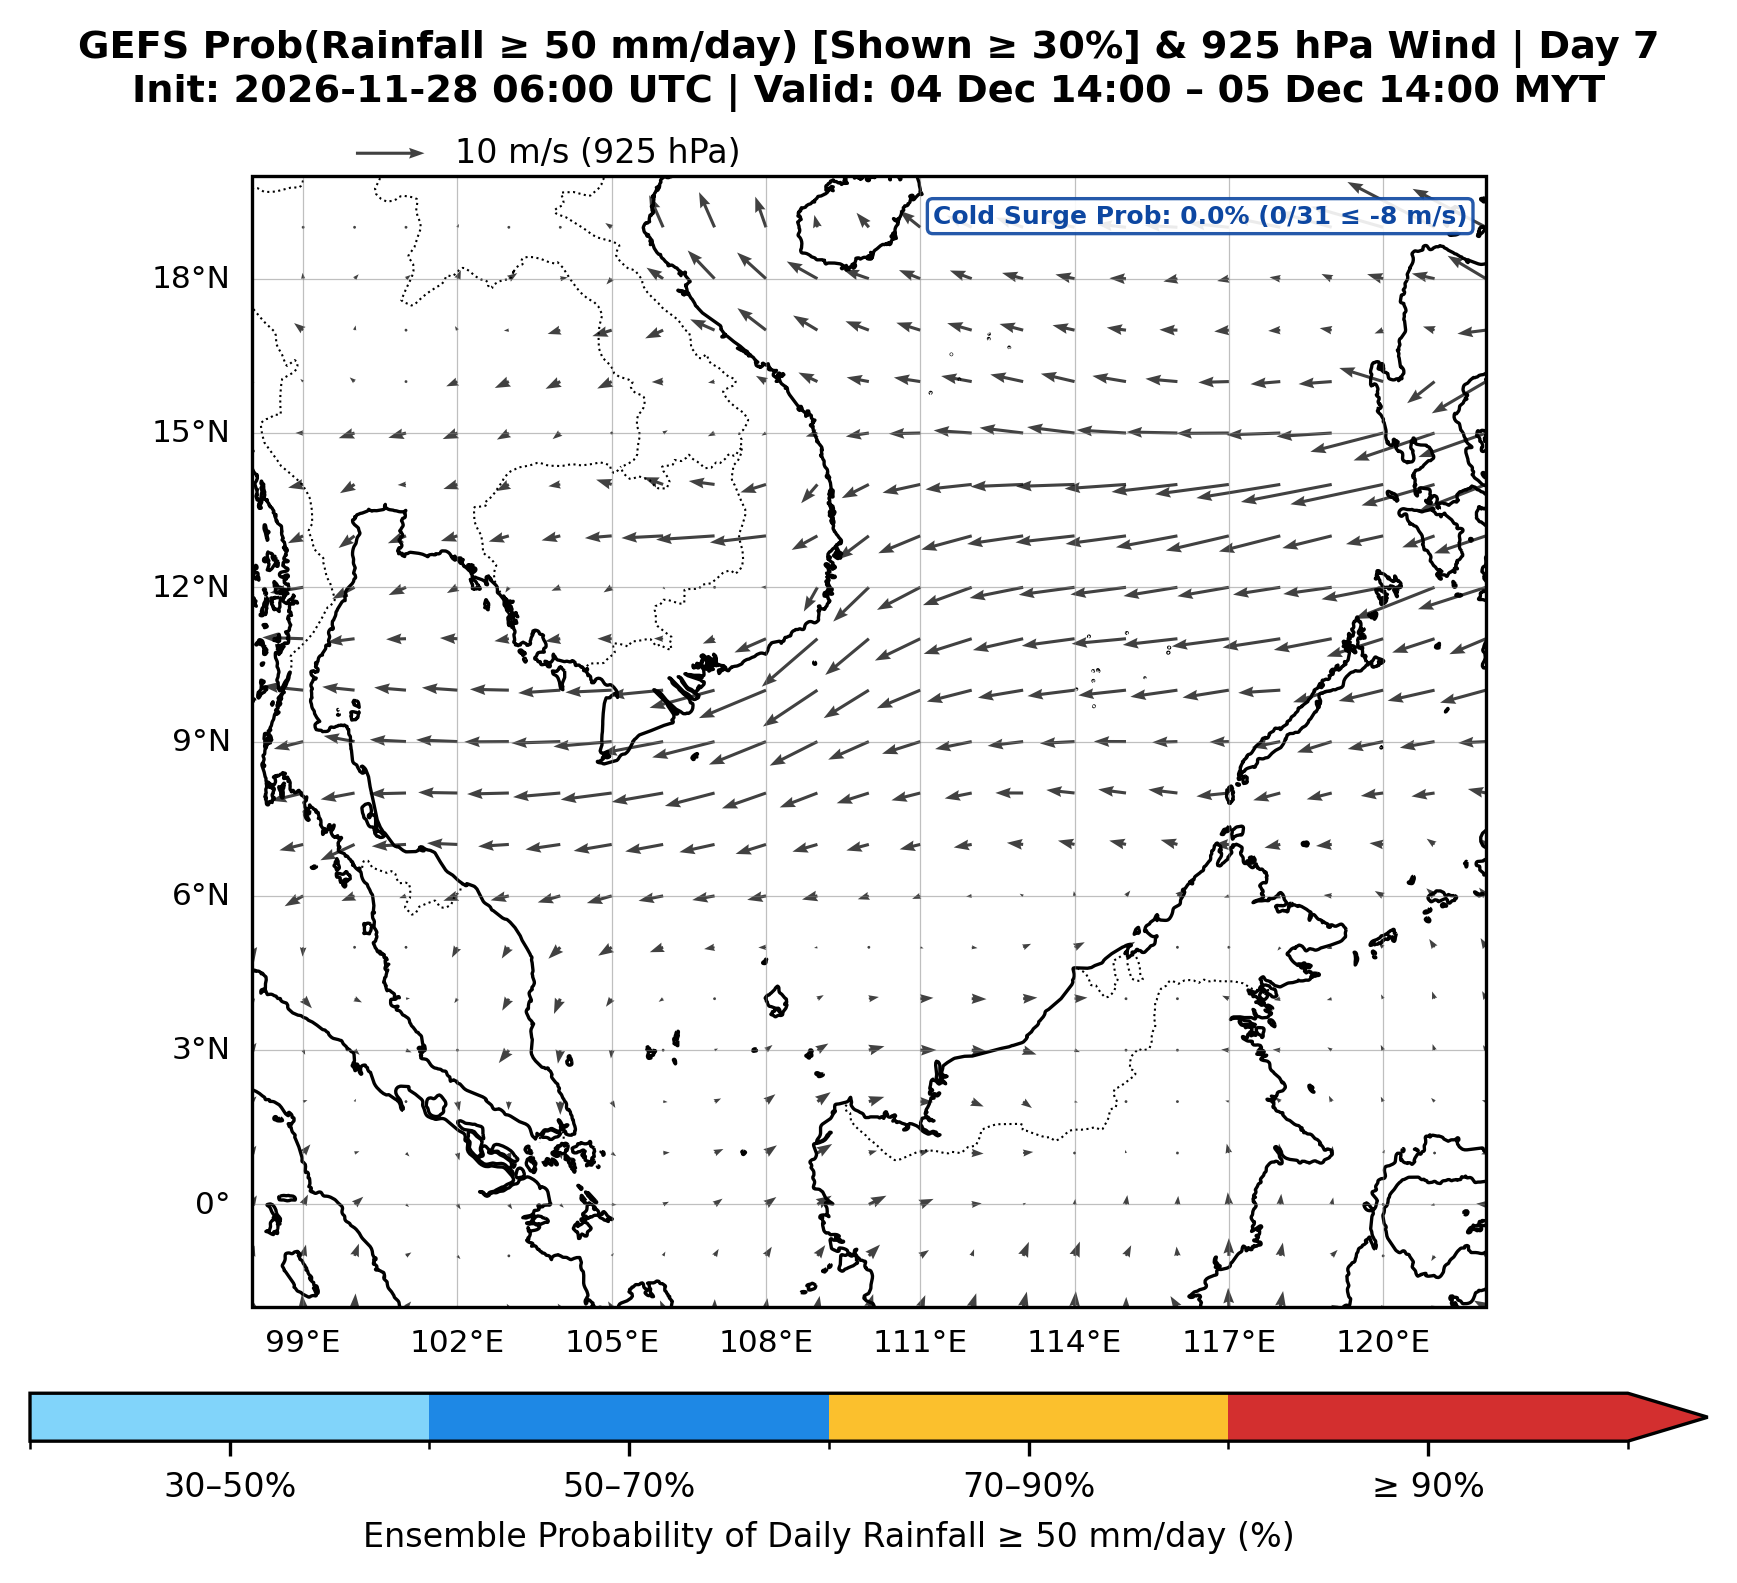 GEFS Prob(Rainfall ≥ 50 mm/day) [Shown ≥ 30%] & 925 hPa Wind | Day 7
Init: 2026-11-28 06:00 UTC | Valid: 04 Dec 14:00 – 05 Dec 14:00 MYT
10 m/s (925 hPa)
Cold Surge Prob: 0.0% (0/31 ≤ -8 m/s)
18°N
15°N
12°N
9°N
6°N
3°N
0°
99°E 102°E 105°E 108°E 111°E 114°E 117°E 120°E
30–50% 50–70% 70–90% ≥ 90%
Ensemble Probability of Daily Rainfall ≥ 50 mm/day (%)